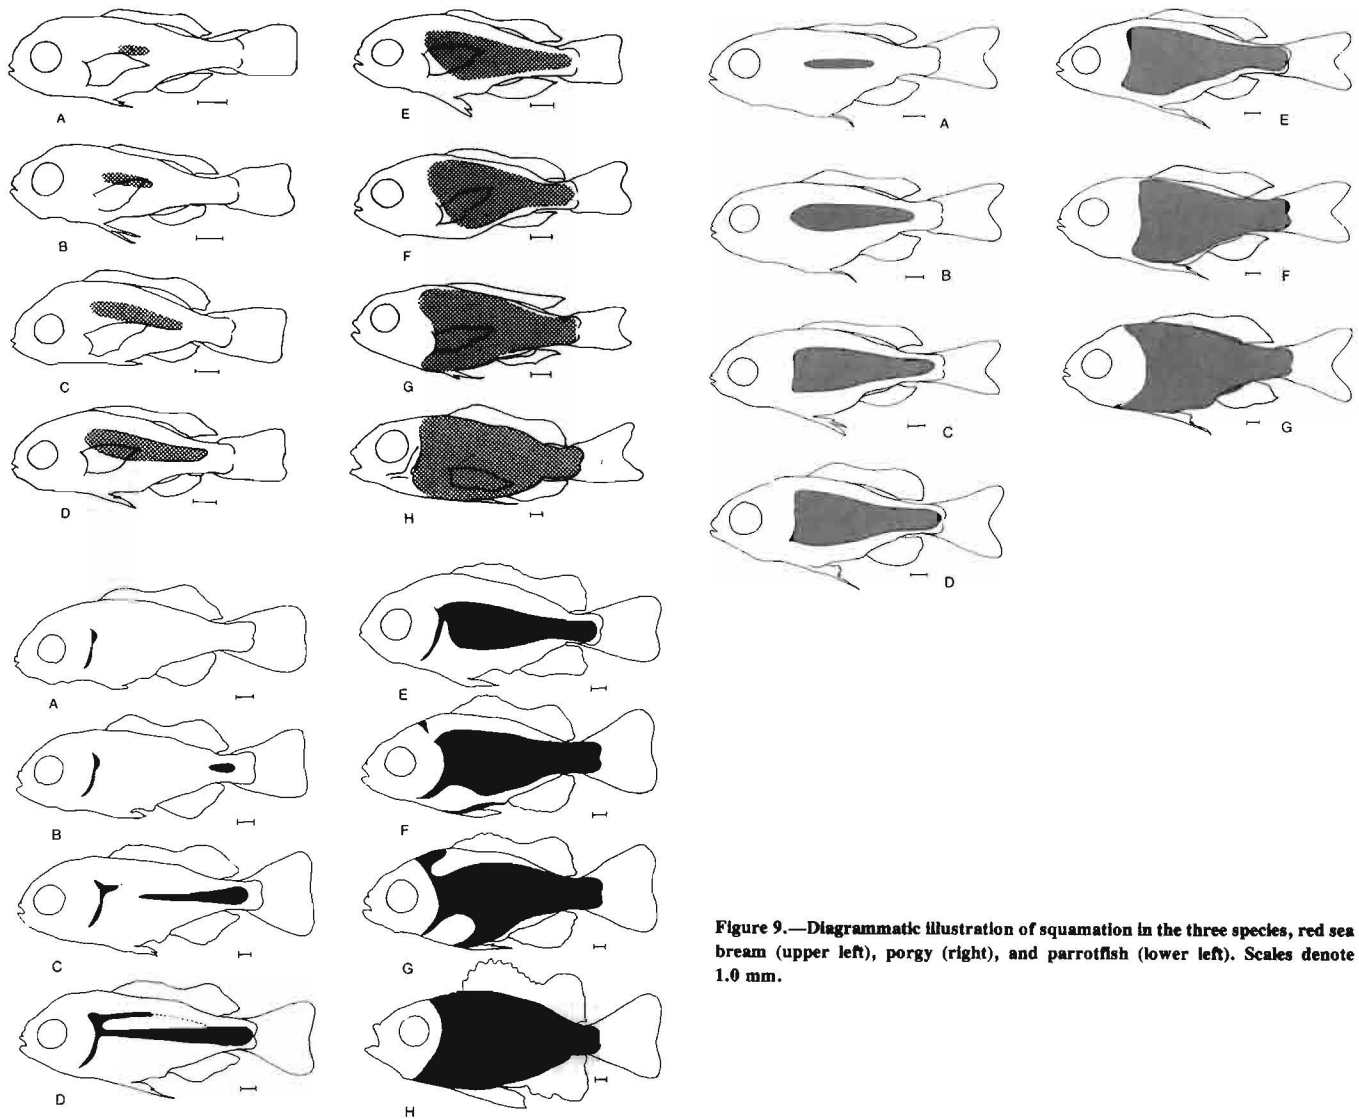 A
B
C
D
E
F
G
H
A
B
C
D
E
F
G
A
B
C
D
E
F
G
H
Figure 9.—Diagrammatic illustration of squamation in the three species, red sea
bream (upper left), porgy (right), and parrotfish (lower left). Scales denote
1.0 mm.